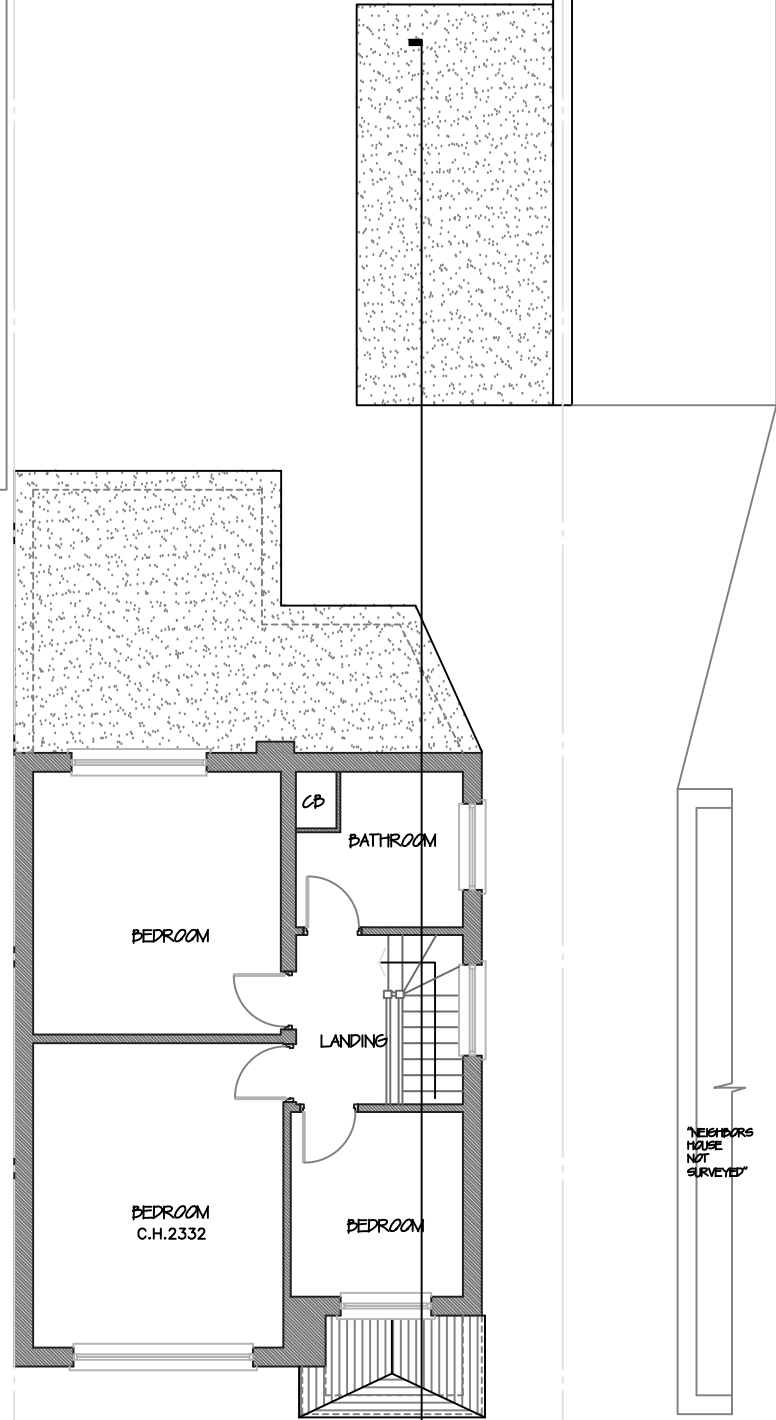 CB
BATHROOM
BEDROOM
LANDING
BEDROOM
C.H.2332
BEDROOM
"NEIGHBORS
HOUSE
NOT
SURVEYED"